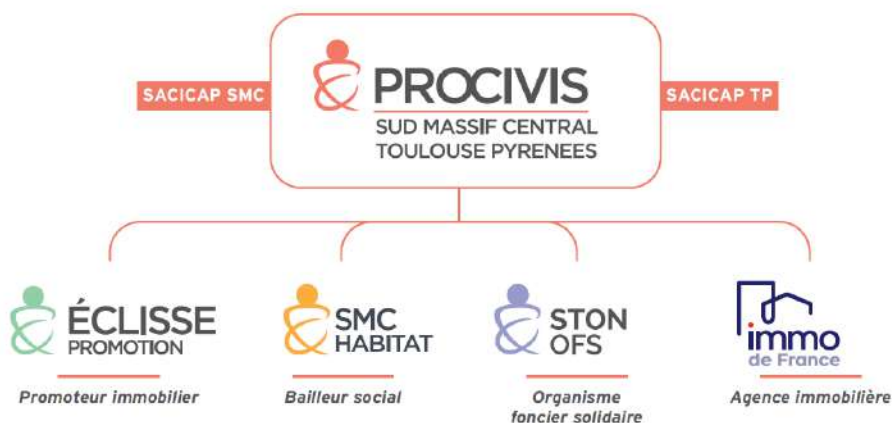 SACICAP SMC
PROCIVIS
SACICAP TP
SUD MASSIF CENTRAL
TOULOUSE PYRENEES
ÉCLISSE
PROMOTION
Promoteur immobilier
SMC
HABITAT
Bailleur social
STON
OFS
Organisme
foncier solidaire
immo
de France
Agence immobilière